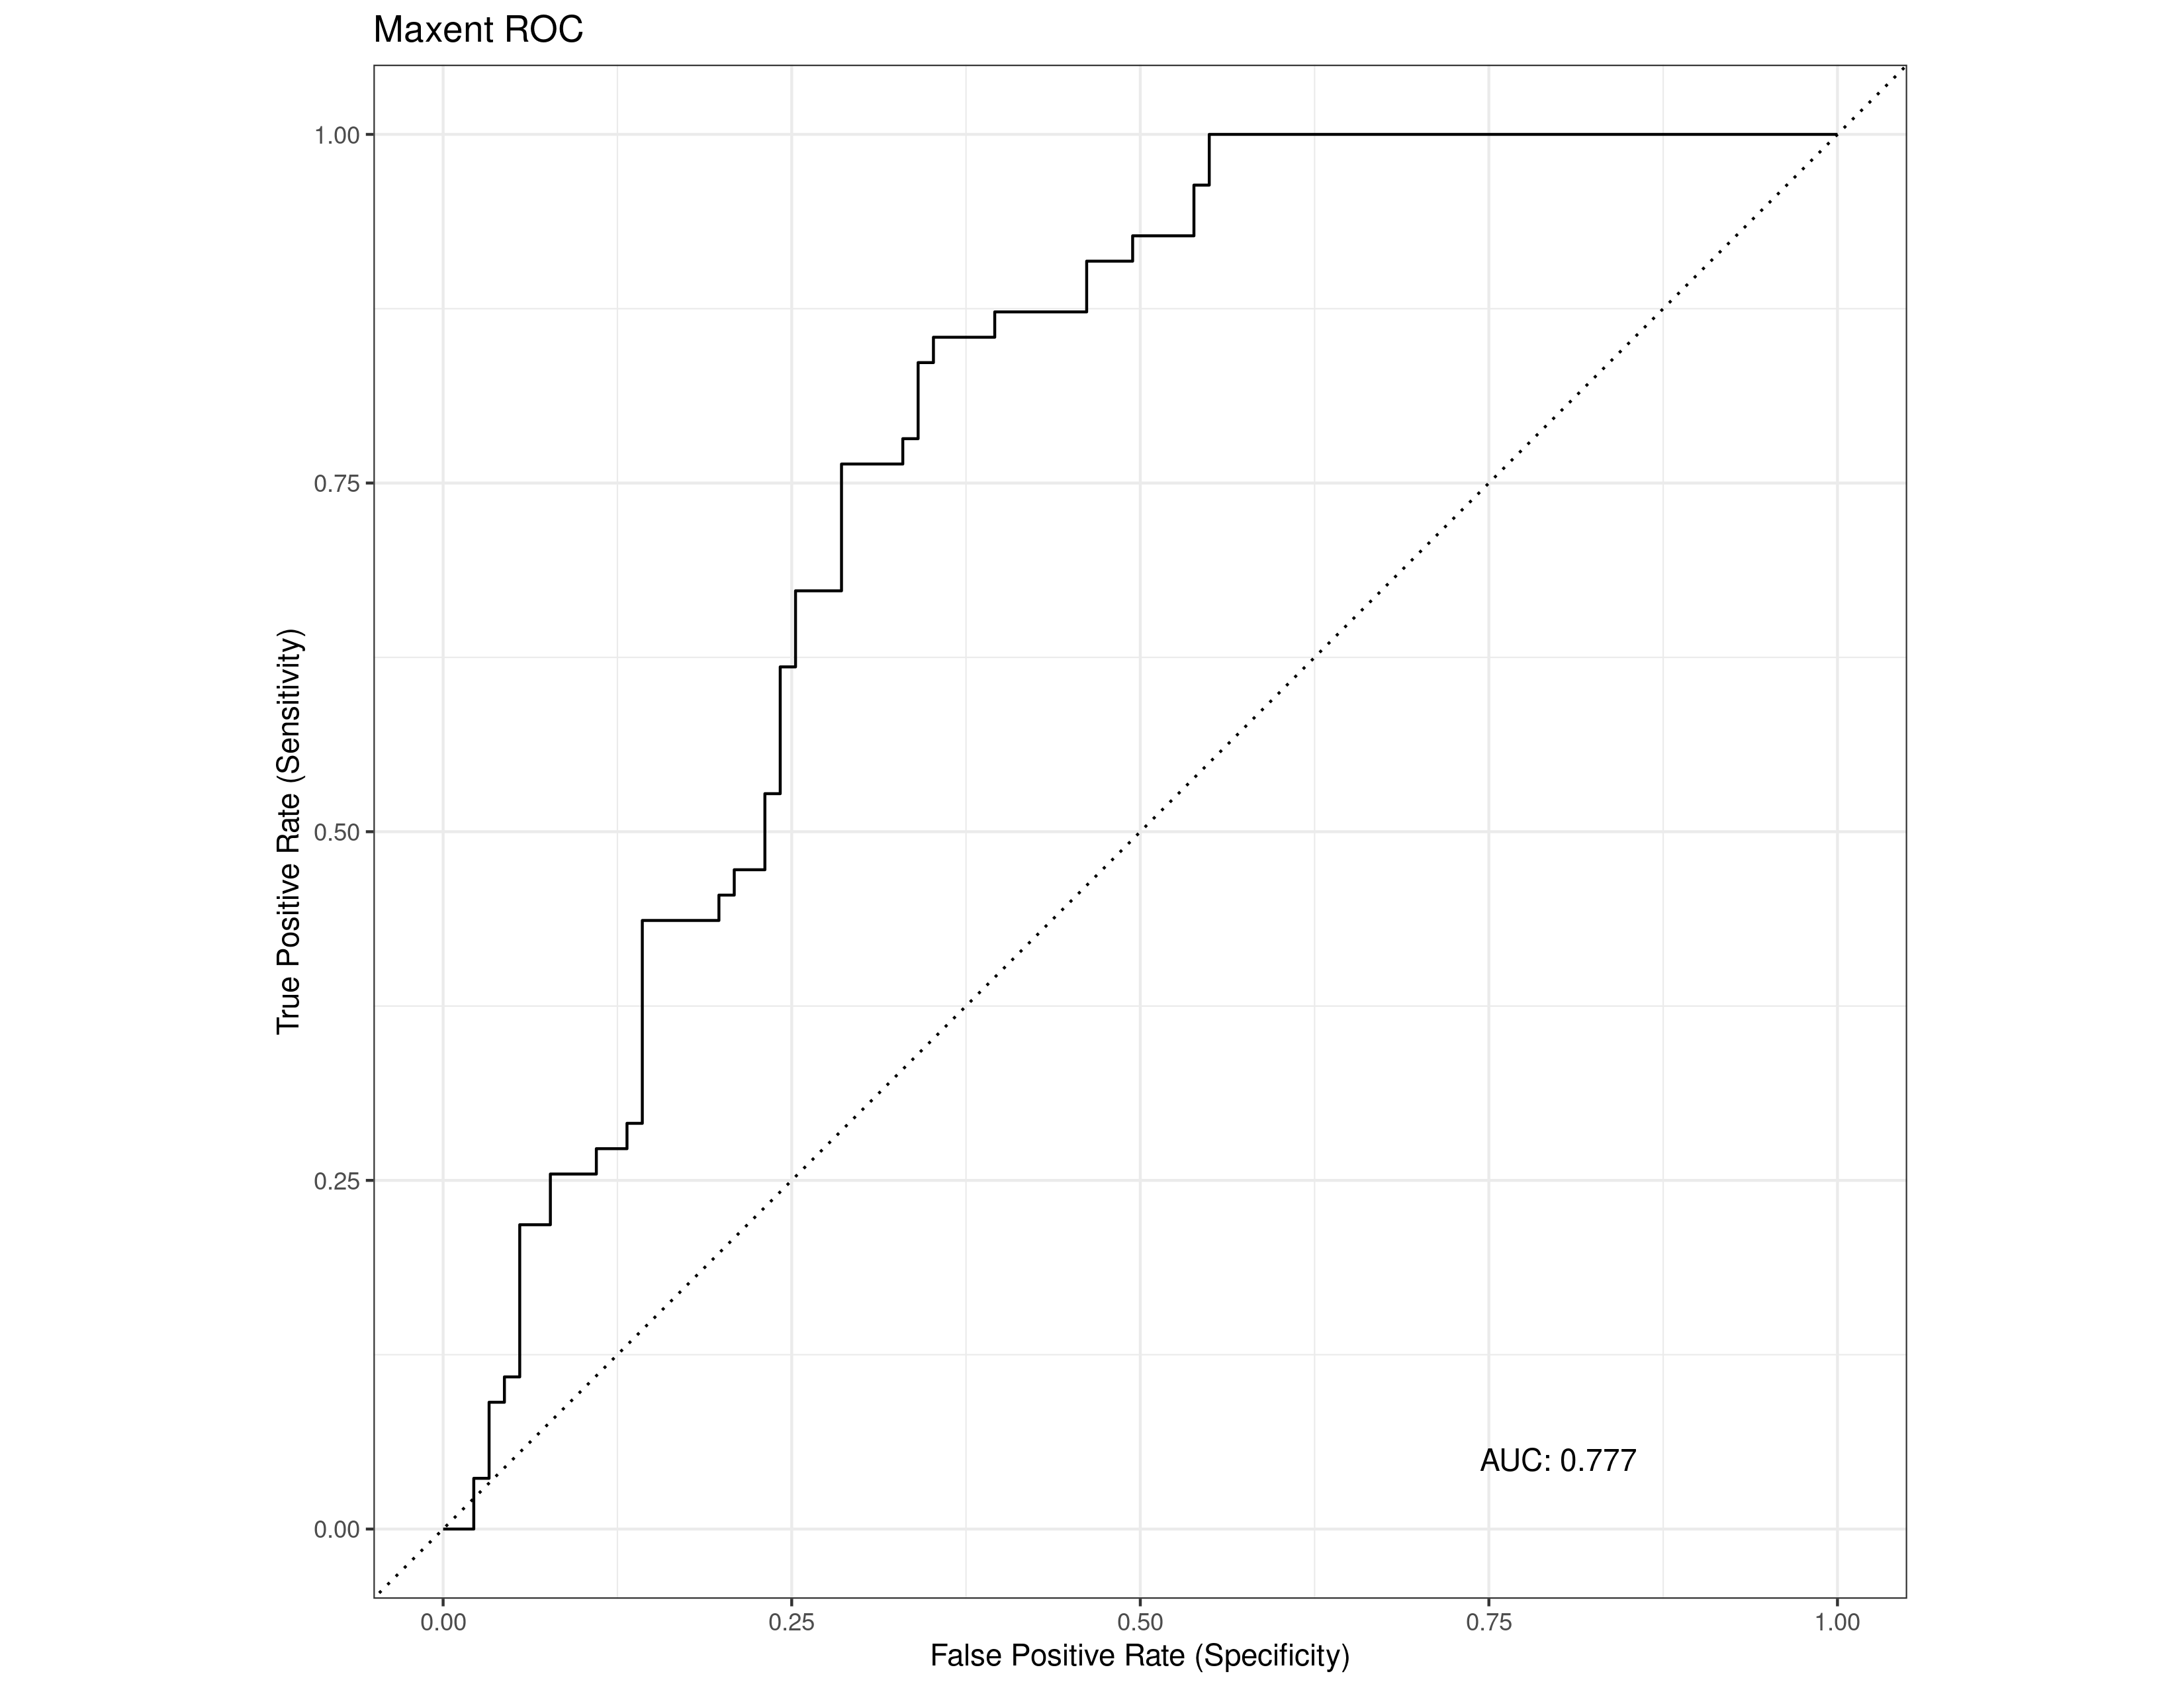 Maxent ROC
True Positive Rate (Sensitivity)
1.00
0.75
0.50
0.25
0.00
AUC: 0.777
0.00 0.25 0.50 0.75 1.00
False Positive Rate (Specificity)